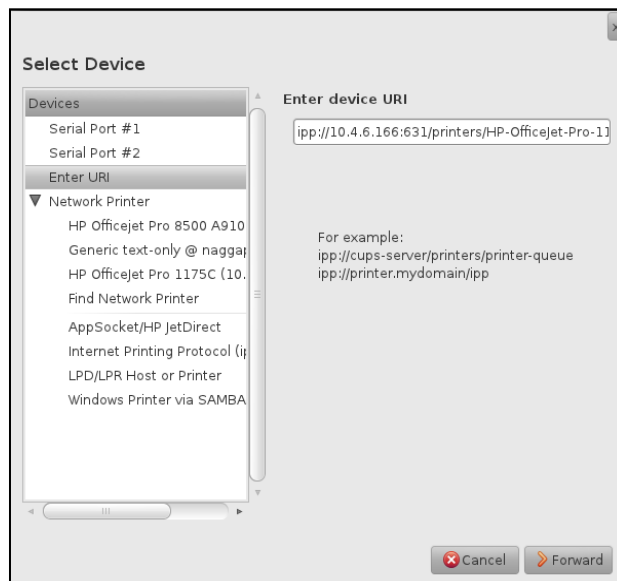 Select Device
Devices
Serial Port #1
Serial Port #2
Enter URI
Network Printer
HP Officejet Pro 8500 A910
Generic text-only @ naggap
HP OfficeJet Pro 1175C (10.
Find Network Printer
AppSocket/HP JetDirect
Internet Printing Protocol (ip
LPD/LPR Host or Printer
Windows Printer via SAMBA
Enter device URI
ipp://10.4.6.166:631/printers/HP-OfficeJet-Pro-11
For example:
ipp://cups-server/printers/printer-queue
ipp://printer.mydomain/ipp
Cancel
Forward